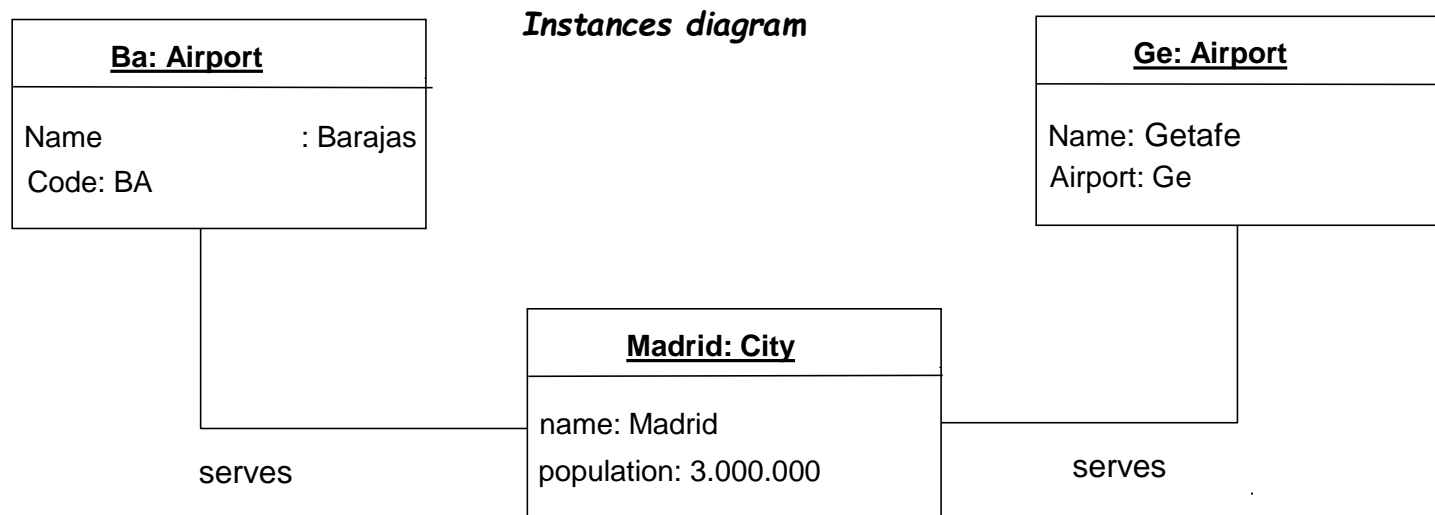 Instances diagram
Ba: Airport
Name : Barajas
Code: BA
Ge: Airport
Name: Getafe
Airport: Ge
Madrid: City
name: Madrid
population: 3.000.000
serves
serves